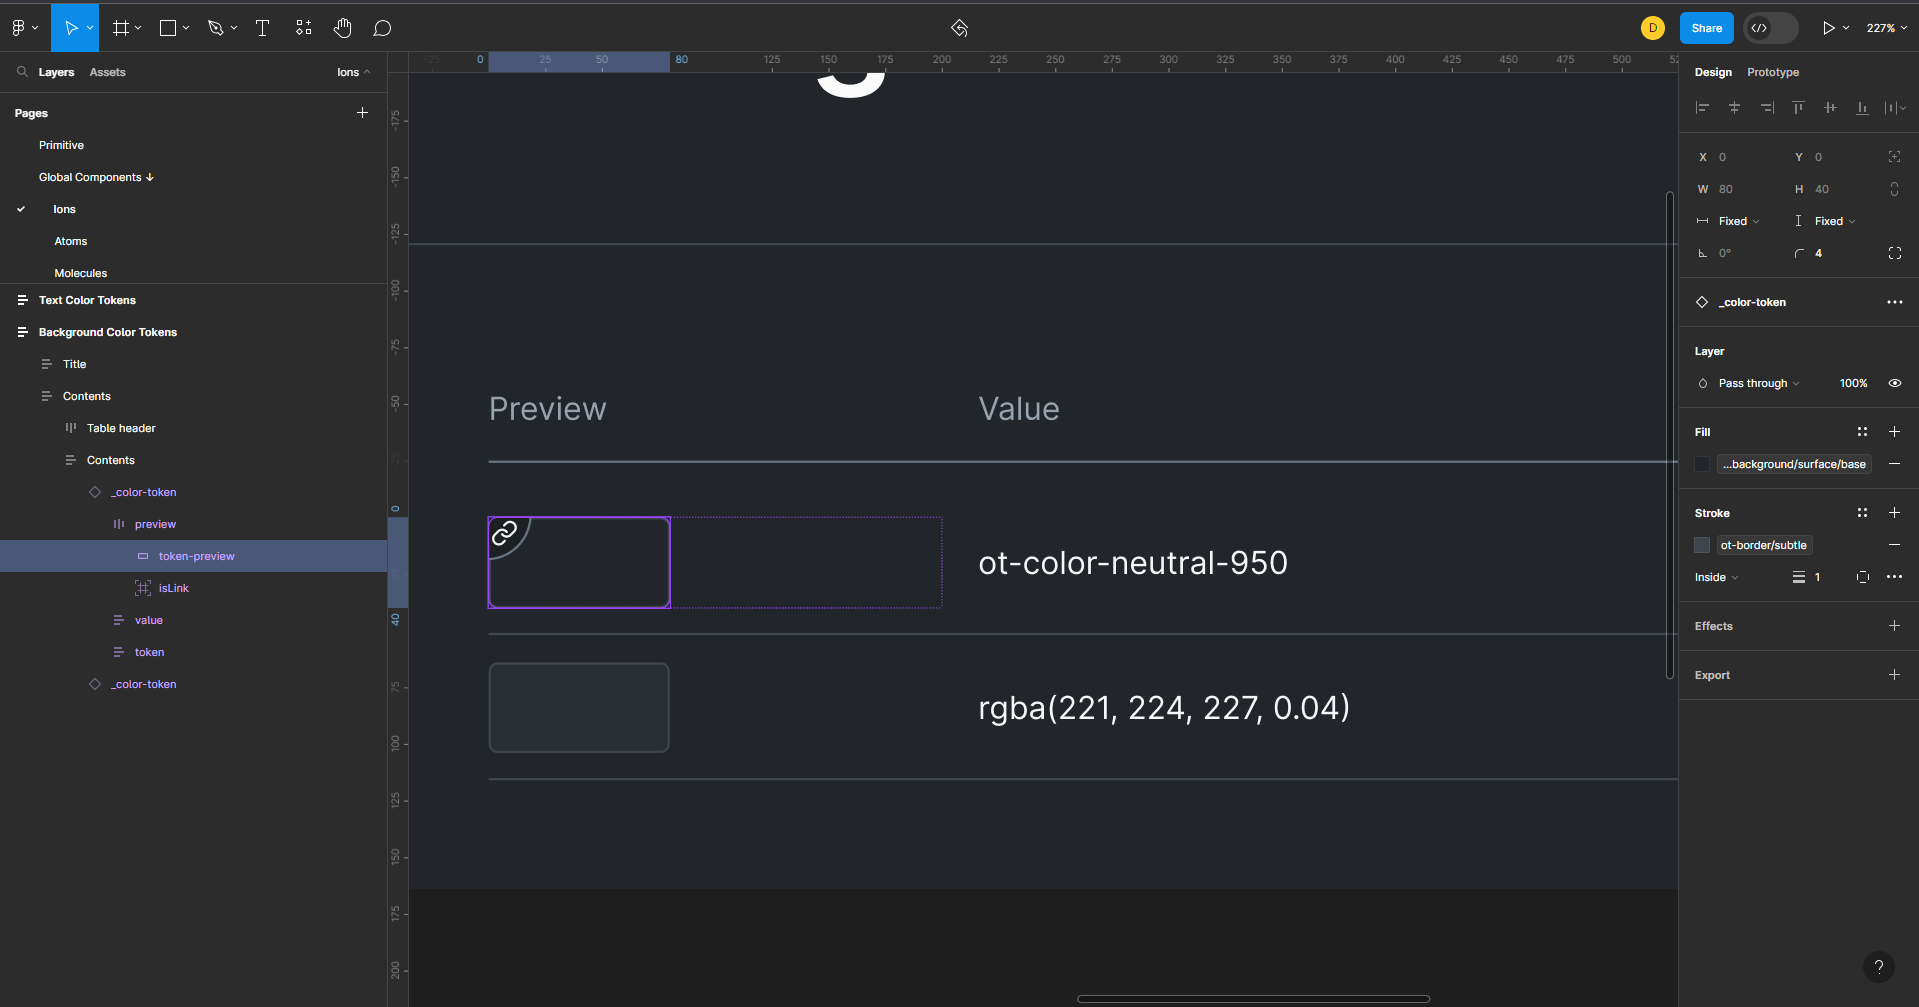 D
Share
227%
Layers
Assets
Ions
Pages
Primitive
Global Components ↓
Ions
Atoms
Molecules
Text Color Tokens
Background Color Tokens
Title
Contents
Table header
Contents
_color-token
preview
token-preview
isLink
value
token
_color-token
-25 0 25 50 80 125 150 175 200 225 250 275 300 325 350 375 400 425 450 475 500
-175
-150
-125
-100
-75
-50
-25
0
25
40
75
100
125
150
175
200
Preview
Value
ot-color-neutral-950
rgba(221, 224, 227, 0.04)
Design
Prototype
X 0
Y 0
W 80
H 40
Fixed
Fixed
0°
4
_color-token
Layer
Pass through
100%
Fill
...background/surface/base
Stroke
ot-border/subtle
Inside
1
Effects
Export
?